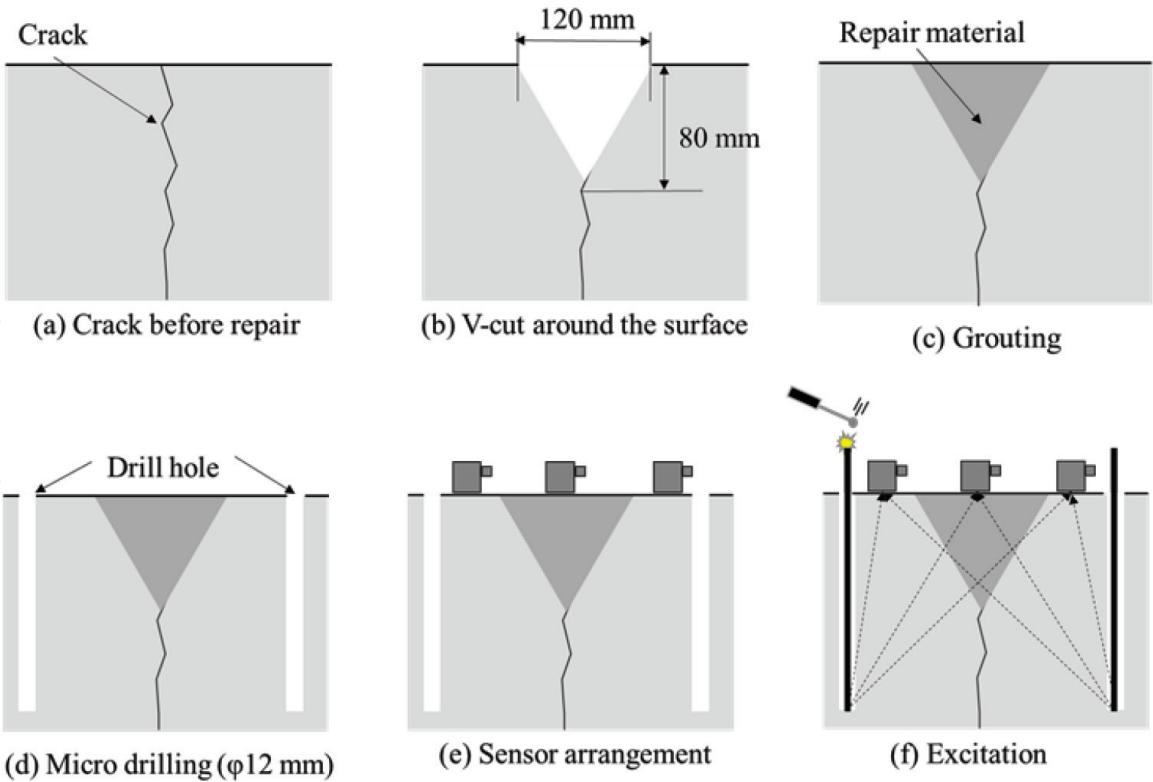 Crack
120 mm
80 mm
Repair material
(a) Crack before repair
(b) V-cut around the surface
(c) Grouting
Drill hole
(d) Micro drilling (φ12 mm)
(e) Sensor arrangement
(f) Excitation